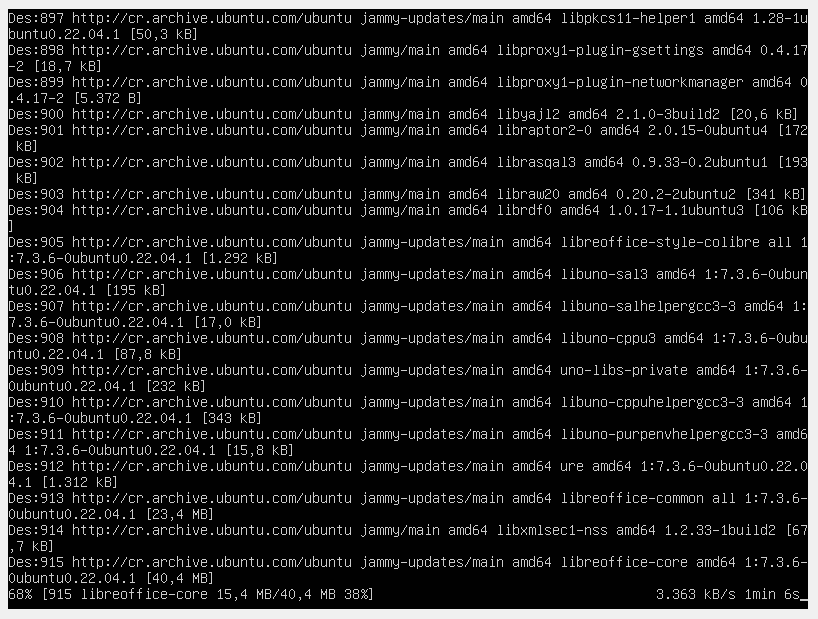 Des:897 http://cr.archive.ubuntu.com/ubuntu jammy-updates/main amd64 libpkcs11-helper1 amd64 1.28-1u
buntu0.22.04.1 [50,3 kB]
Des:898 http://cr.archive.ubuntu.com/ubuntu jammy/main amd64 libproxy1-plugin-gsettings amd64 0.4.17
-2 [18,7 kB]
Des:899 http://cr.archive.ubuntu.com/ubuntu jammy/main amd64 libproxy1-plugin-networkmanager amd64 0
.4.17-2 [5.372 B]
Des:900 http://cr.archive.ubuntu.com/ubuntu jammy/main amd64 libyajl2 amd64 2.1.0-3build2 [20,6 kB]
Des:901 http://cr.archive.ubuntu.com/ubuntu jammy/main amd64 libraptor2-0 amd64 2.0.15-0ubuntu4 [172
 kB]
Des:902 http://cr.archive.ubuntu.com/ubuntu jammy/main amd64 librasqal3 amd64 0.9.33-0.2ubuntu1 [193
 kB]
Des:903 http://cr.archive.ubuntu.com/ubuntu jammy/main amd64 libraw20 amd64 0.20.2-2ubuntu2 [341 kB]
Des:904 http://cr.archive.ubuntu.com/ubuntu jammy/main amd64 librdf0 amd64 1.0.17-1.1ubuntu3 [106 kB
]
Des:905 http://cr.archive.ubuntu.com/ubuntu jammy-updates/main amd64 libreoffice-style-colibre all 1
:7.3.6-0ubuntu0.22.04.1 [1.292 kB]
Des:906 http://cr.archive.ubuntu.com/ubuntu jammy-updates/main amd64 libuno-sal3 amd64 1:7.3.6-0ubun
tu0.22.04.1 [195 kB]
Des:907 http://cr.archive.ubuntu.com/ubuntu jammy-updates/main amd64 libuno-salhelpergcc3-3 amd64 1:
7.3.6-0ubuntu0.22.04.1 [17,0 kB]
Des:908 http://cr.archive.ubuntu.com/ubuntu jammy-updates/main amd64 libuno-cppu3 amd64 1:7.3.6-0ubu
ntu0.22.04.1 [87,8 kB]
Des:909 http://cr.archive.ubuntu.com/ubuntu jammy-updates/main amd64 uno-libs-private amd64 1:7.3.6-
0ubuntu0.22.04.1 [232 kB]
Des:910 http://cr.archive.ubuntu.com/ubuntu jammy-updates/main amd64 libuno-cppuhelpergcc3-3 amd64 1
:7.3.6-0ubuntu0.22.04.1 [343 kB]
Des:911 http://cr.archive.ubuntu.com/ubuntu jammy-updates/main amd64 libuno-purpenvhelpergcc3-3 amd6
4 1:7.3.6-0ubuntu0.22.04.1 [15,8 kB]
Des:912 http://cr.archive.ubuntu.com/ubuntu jammy-updates/main amd64 ure amd64 1:7.3.6-0ubuntu0.22.0
4.1 [1.312 kB]
Des:913 http://cr.archive.ubuntu.com/ubuntu jammy-updates/main amd64 libreoffice-common all 1:7.3.6-
0ubuntu0.22.04.1 [23,4 MB]
Des:914 http://cr.archive.ubuntu.com/ubuntu jammy/main amd64 libxmlsec1-nss amd64 1.2.33-1build2 [67
,7 kB]
Des:915 http://cr.archive.ubuntu.com/ubuntu jammy-updates/main amd64 libreoffice-core amd64 1:7.3.6-
0ubuntu0.22.04.1 [40,4 MB]
68% [915 libreoffice-core 15,4 MB/40,4 MB 38%] 3.363 kB/s 1min 6s_